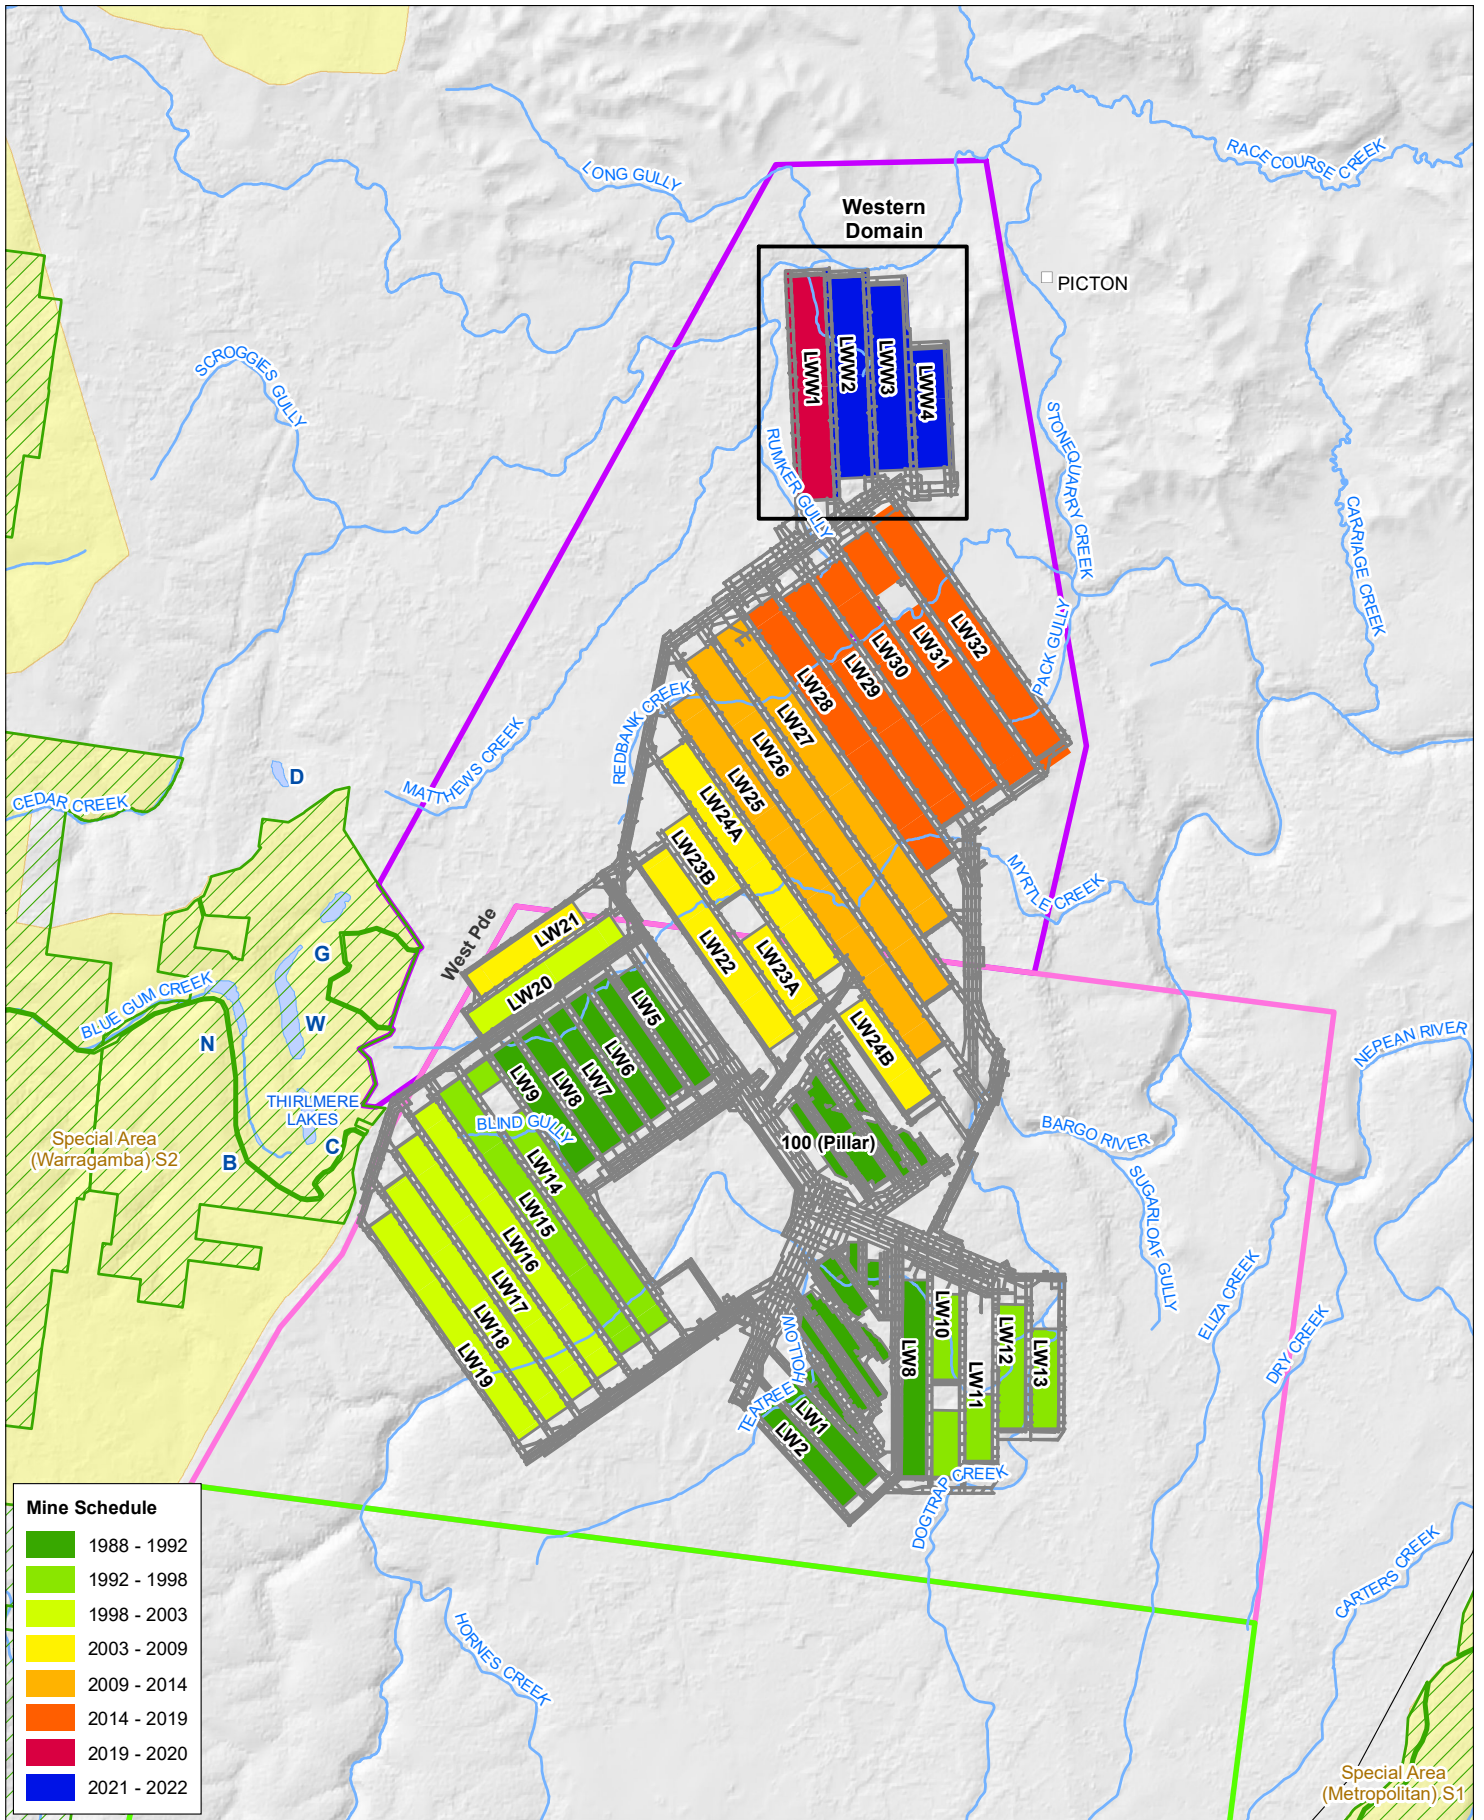 RACECOURSE CREEK
LONG GULLY
Western
Domain
PICTON
SCROGGIES GULLY
LWW1
LWW2
LWW3
LWW4
STONEQUARRY CREEK
RUMKER GULLY
CARRIAGE CREEK
PACK GULLY
LW32
LW31
LW30
LW29
LW28
LW27
LW26
LW25
LW24A
LW23B
REDBANK CREEK
MATTHEWS CREEK
CEDAR CREEK
D
MYRTLE CREEK
West Pde
LW21
LW20
LW22
LW23A
LW24B
G
BLUE GUM CREEK
W
N
THIRLMERE
LAKES
Special Area
(Warragamba) S2
B
C
LW5
LW6
LW7
LW8
LW9
BLIND GULLY
100 (Pillar)
NEPEAN RIVER
BARGO RIVER
SUGARLOAF GULLY
ELIZA CREEK
DRY CREEK
LW14
LW15
LW16
LW17
LW18
LW19
TEATREE HOLLOW
LW1
LW2
LW8
LW10
LW11
LW12
LW13
DOGTRAP CREEK
CARTERS CREEK
HORNES CREEK
Special Area
(Metropolitan) S1
Mine Schedule
1988 - 1992
1992 - 1998
1998 - 2003
2003 - 2009
2009 - 2014
2014 - 2019
2019 - 2020
2021 - 2022